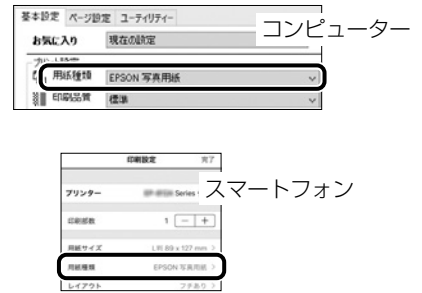 基本設定 ページ設定 ユーティリティー
コンピューター
お気に入り 現在の設定
用紙種類 EPSON 写真用紙
印刷品質 標準
印刷設定 完了
プリンター Series
スマートフォン
印刷部数 1 − +
用紙サイズ L判 89 x 127 mm >
用紙種類 EPSON 写真用紙 >
レイアウト フチあり >